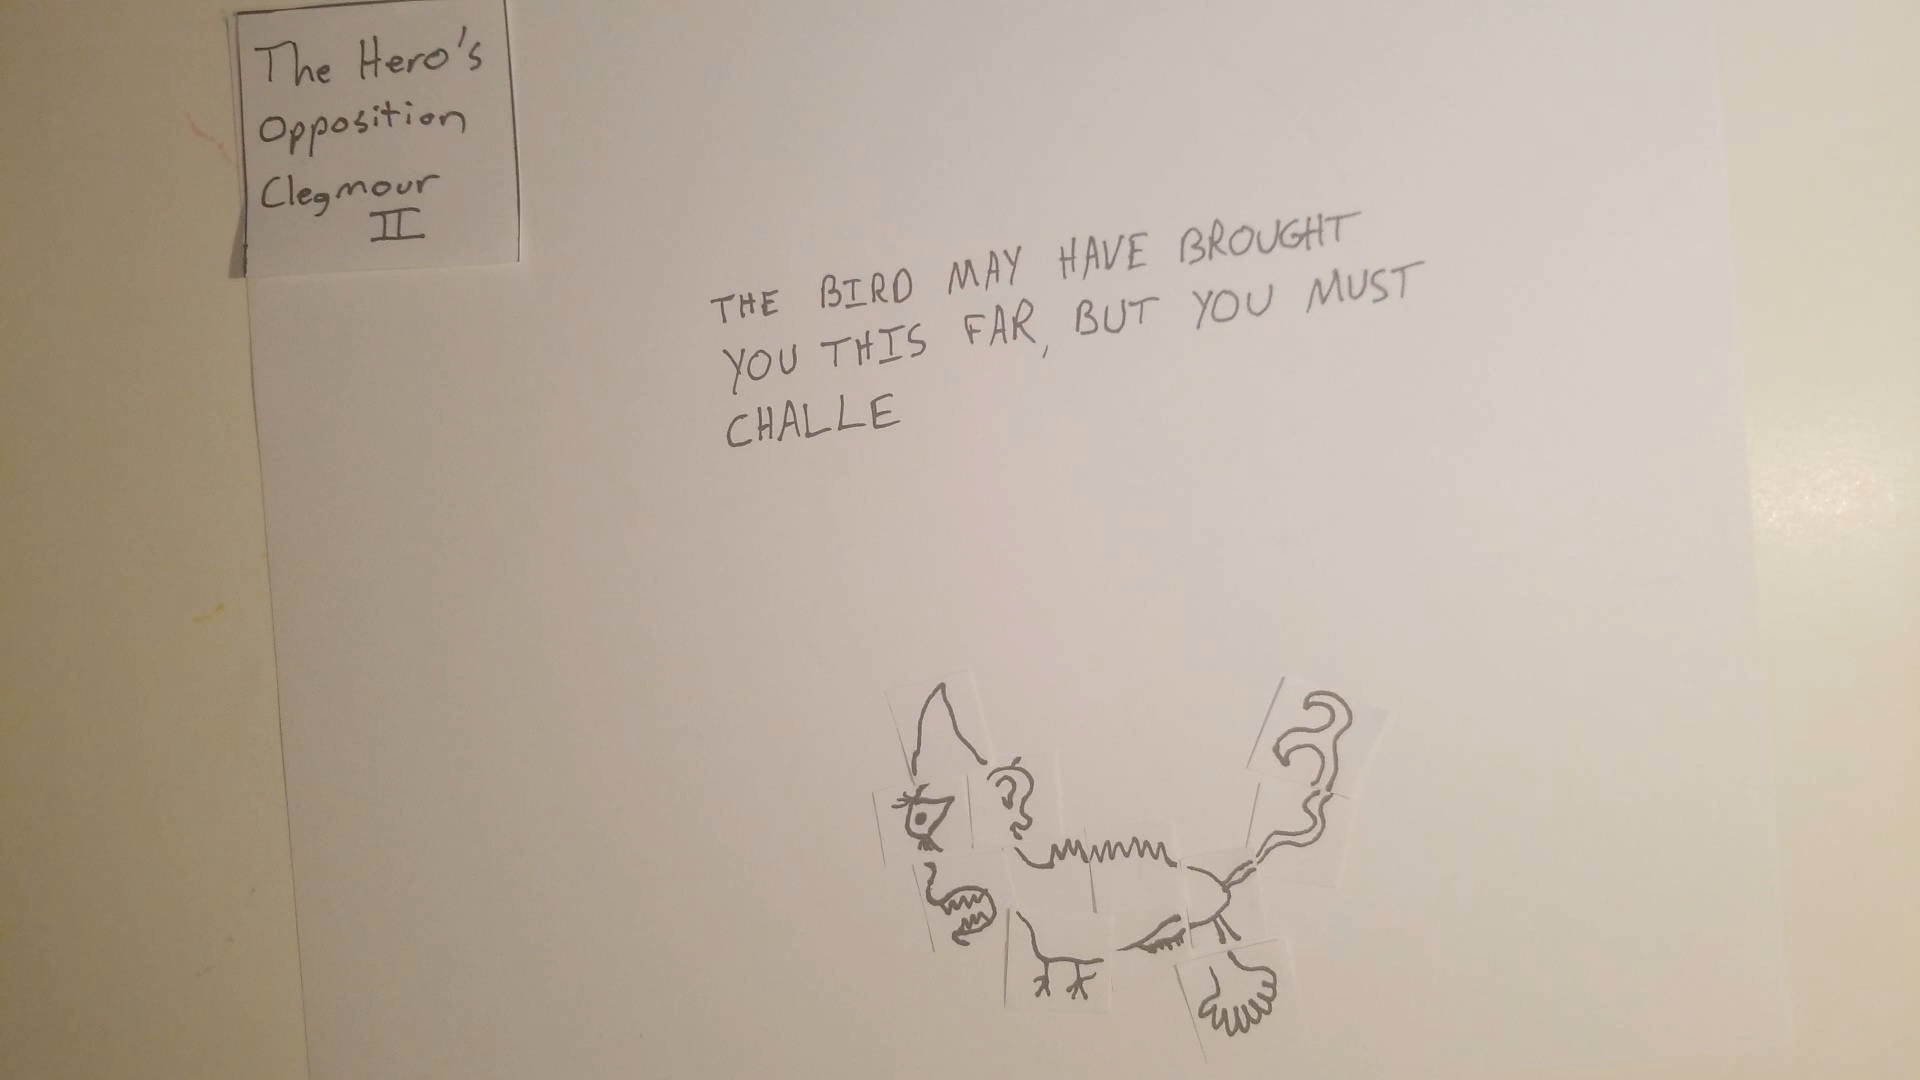 The Hero's
Opposition
Clegmour
II
THE BIRD MAY HAVE BROUGHT
YOU THIS FAR, BUT YOU MUST
CHALLE